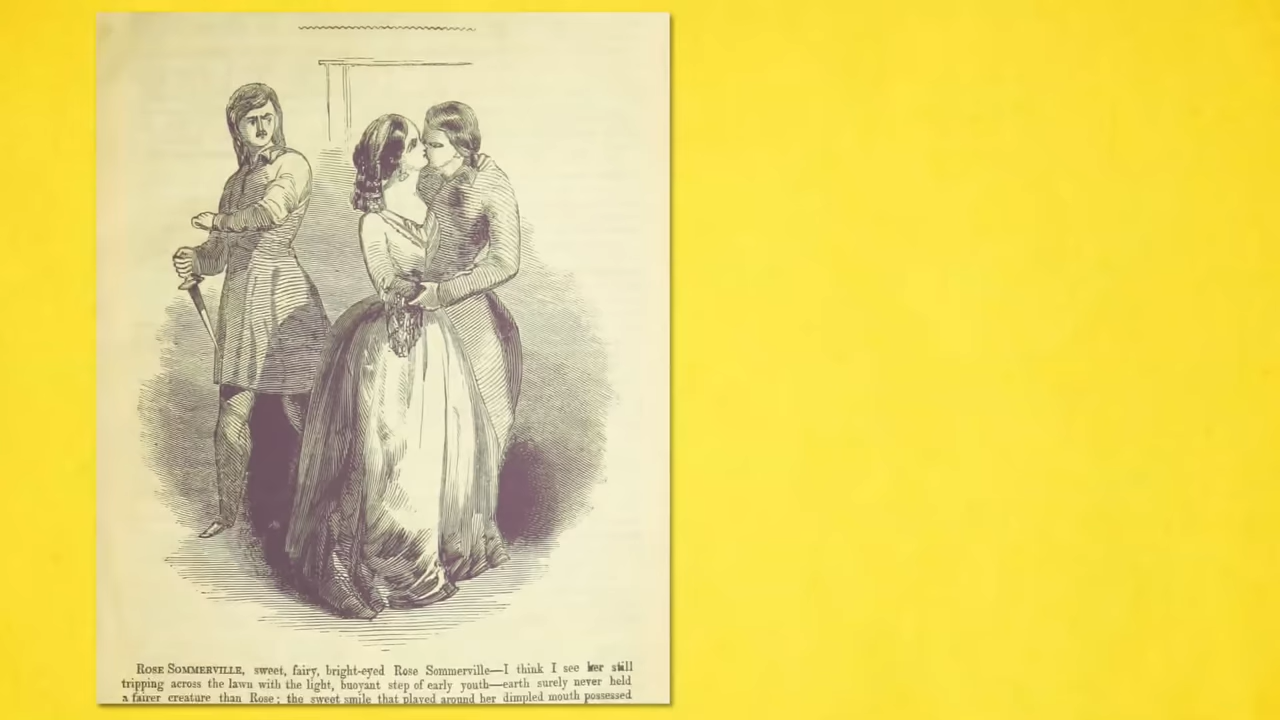 ROSE SOMMERVILLE, sweet, fairy, bright-eyed Rose Sommerville—I think I see her still
tripping across the lawn with the light, buoyant step of early youth—earth surely never held
a fairer creature than Rose; the sweet smile that played around her dimpled mouth possessed